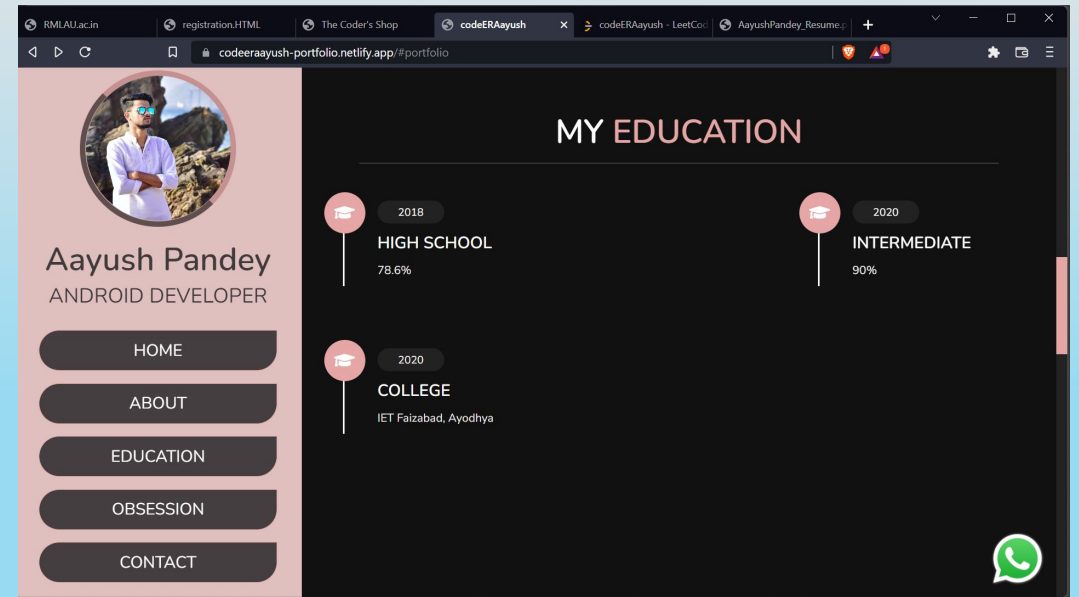 RMLAU.ac.in
registration.HTML
The Coder's Shop
codeERAayush
codeERAayush - LeetCod
AayushPandey_Resume.p
codeeraayush-portfolio.netlify.app/#portfolio
Aayush Pandey
ANDROID DEVELOPER
HOME
ABOUT
EDUCATION
OBSESSION
CONTACT
MY EDUCATION
2018
HIGH SCHOOL
78.6%
2020
INTERMEDIATE
90%
2020
COLLEGE
IET Faizabad, Ayodhya